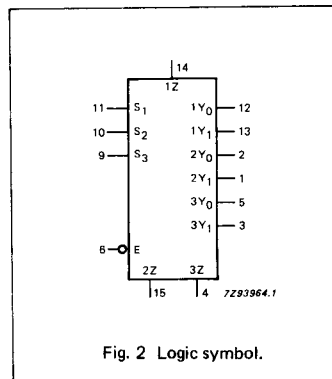 14
1Z
11 S1 1Y0 12
10 S2 1Y1 13
9 S3 2Y0 2
2Y1 1
3Y0 5
3Y1 3
6 E
2Z 3Z
15 4 7Z93964.1
Fig. 2 Logic symbol.